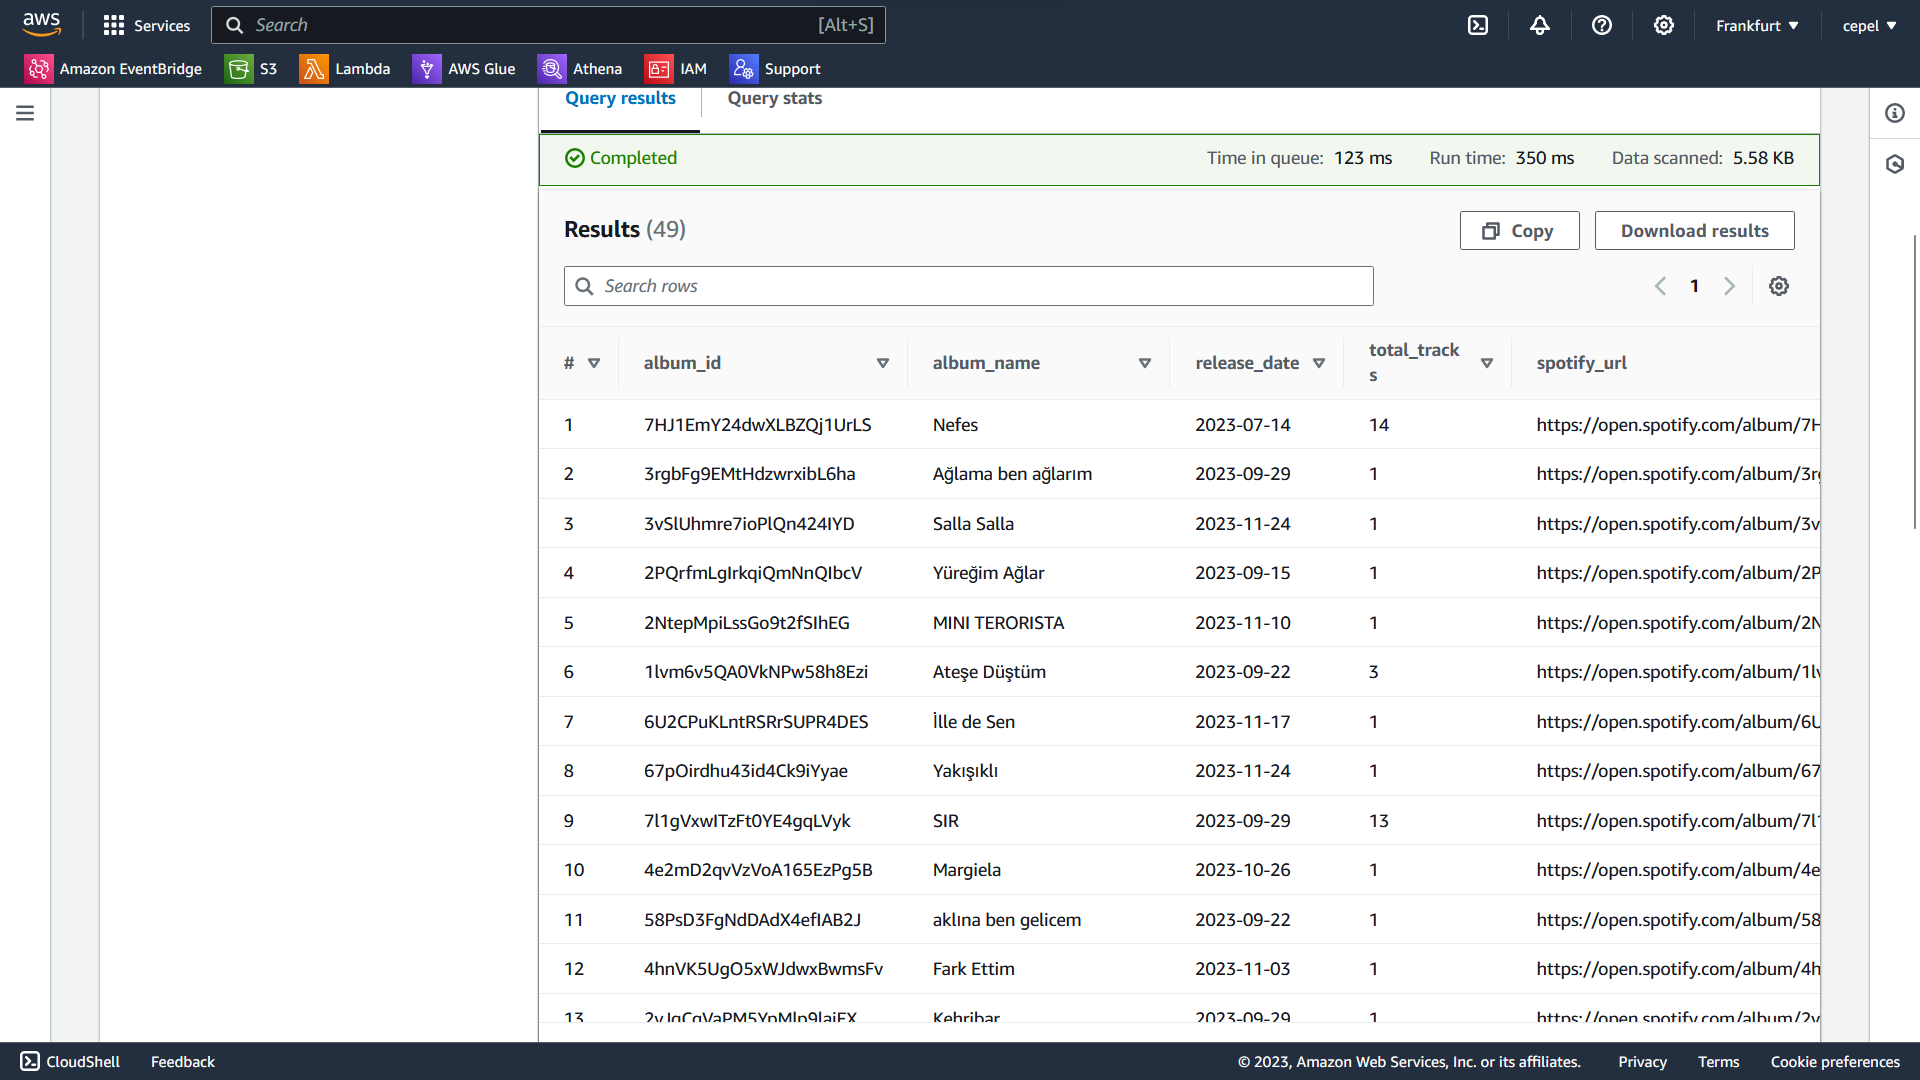 aws Services Search [Alt+S] Frankfurt ▼ cepel ▼
Amazon EventBridge S3 Lambda AWS Glue Athena IAM Support
Query results Query stats
Completed Time in queue: 123 ms Run time: 350 ms Data scanned: 5.58 KB
Results (49) Copy Download results
Search rows 1
# album_id album_name release_date total_track
s spotify_url
1 7HJ1EmY24dwXLBZQj1UrLS Nefes 2023-07-14 14 https://open.spotify.com/album/7H
2 3rgbFg9EMtHdzwrxibL6ha Ağlama ben ağlarım 2023-09-29 1 https://open.spotify.com/album/3rg
3 3vSlUhmre7ioPlQn424IYD Salla Salla 2023-11-24 1 https://open.spotify.com/album/3v
4 2PQrfmLgIrkqiQmNnQIbcV Yüreğim Ağlar 2023-09-15 1 https://open.spotify.com/album/2P
5 2NtepMpiLssGo9t2fSIhEG MINI TERORISTA 2023-11-10 1 https://open.spotify.com/album/2N
6 1lvm6v5QA0VkNPw58h8Ezi Ateşe Düştüm 2023-09-22 3 https://open.spotify.com/album/1lv
7 6U2CPuKLntRSRrSUPR4DES İlle de Sen 2023-11-17 1 https://open.spotify.com/album/6U
8 67pOirdhu43id4Ck9iYyae Yakışıklı 2023-11-24 1 https://open.spotify.com/album/67
9 7l1gVxwITzFt0YE4gqLVyk SIR 2023-09-29 13 https://open.spotify.com/album/7l1
10 4e2mD2qvVzVoA165EzPg5B Margiela 2023-10-26 1 https://open.spotify.com/album/4e
11 58PsD3FgNdDAdX4efIAB2J aklına ben gelicem 2023-09-22 1 https://open.spotify.com/album/58
12 4hnVK5UgO5xWJdwxBwmsFv Fark Ettim 2023-11-03 1 https://open.spotify.com/album/4h
13 Kehribar 2023-09-29 1 https://open.spotify.com/album/2v
CloudShell Feedback © 2023, Amazon Web Services, Inc. or its affiliates. Privacy Terms Cookie preferences